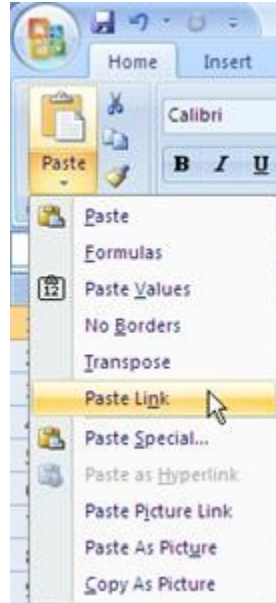 Home Insert
Calibri
Paste
B I U
Paste
Formulas
12 Paste Values
No Borders
Transpose
Paste Link
Paste Special...
Paste as Hyperlink
Paste Picture Link
Paste As Picture
Copy As Picture